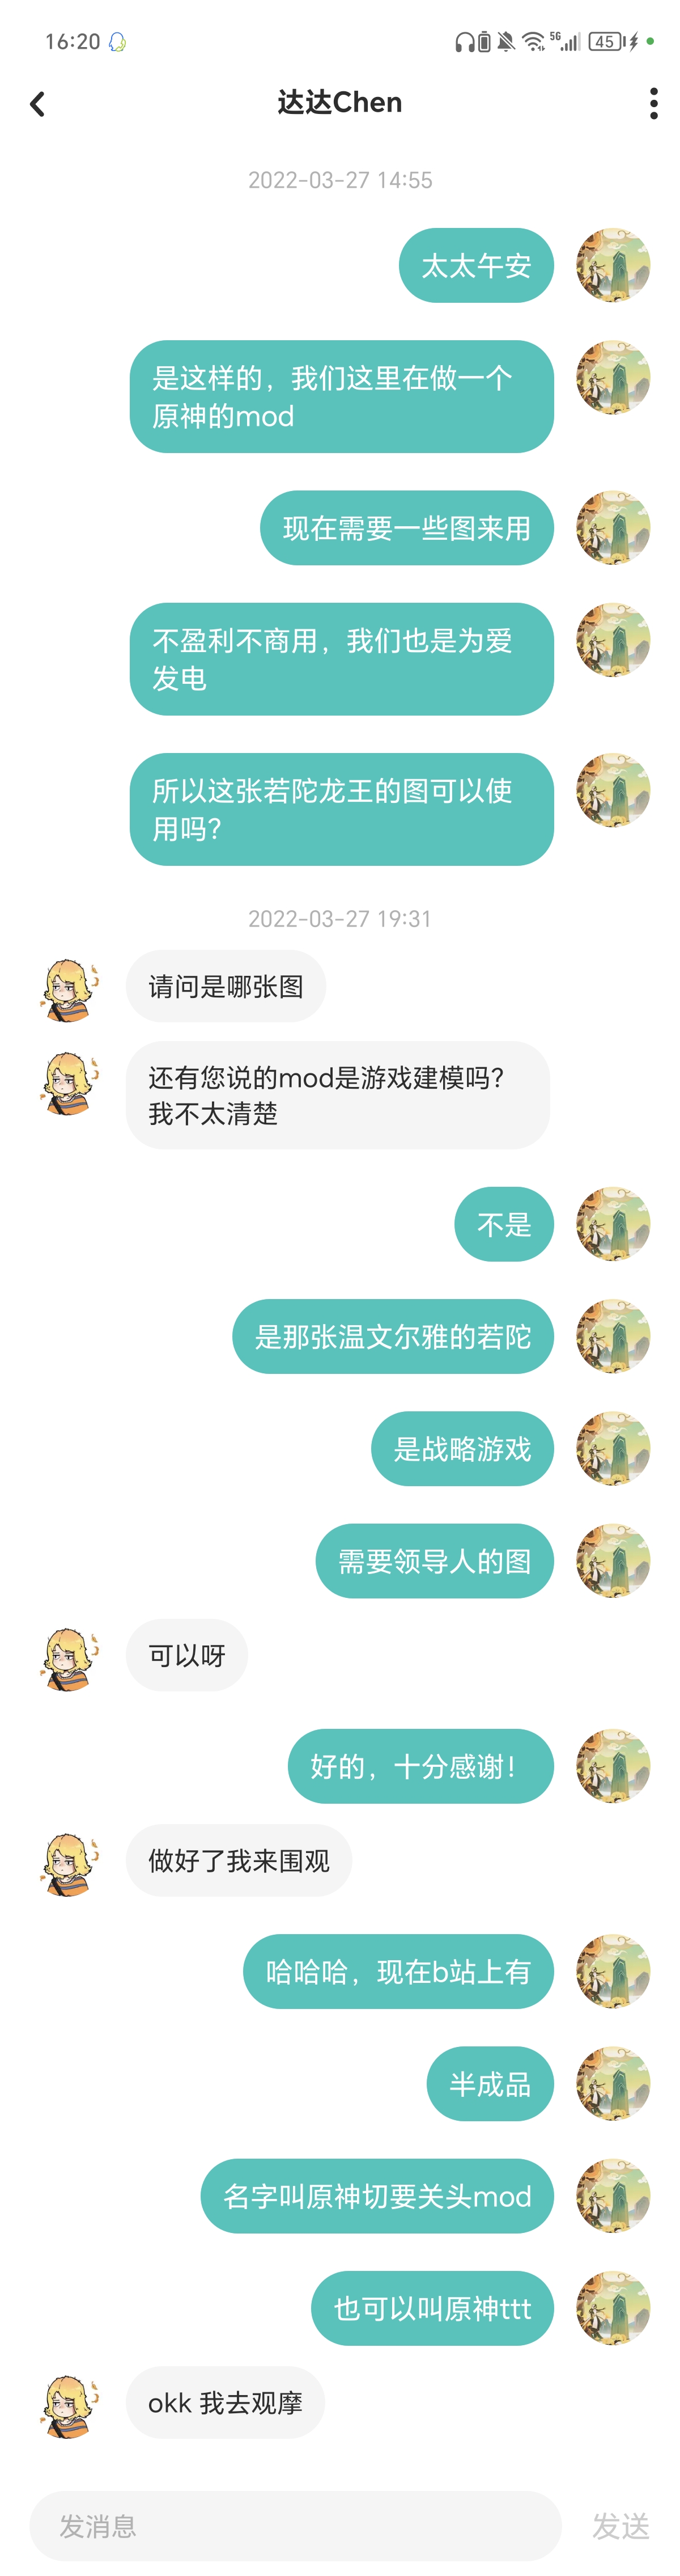 16:20
5G
45
达达Chen
2022-03-27 14:55
太太午安
是这样的，我们这里在做一个
原神的mod
现在需要一些图来用
不盈利不商用，我们也是为爱
发电
所以这张若陀龙王的图可以使
用吗？
2022-03-27 19:31
请问是哪张图
还有您说的mod是游戏建模吗？
我不太清楚
不是
是那张温文尔雅的若陀
是战略游戏
需要领导人的图
可以呀
好的，十分感谢！
做好了我来围观
哈哈哈，现在b站上有
半成品
名字叫原神切要关头mod
也可以叫原神ttt
okk 我去观摩
发消息
发送